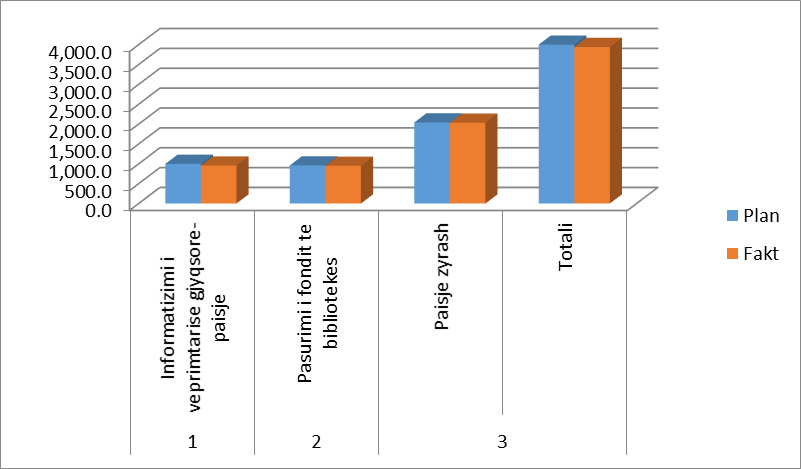 4,000.0
3,500.0
3,000.0
2,500.0
2,000.0
1,500.0
1,000.0
500.0
0.0
Informatizimi i
veprimtarise gjyqsore-
paisje
Pasurimi i fondit te
bibliotekes
Paisje zyrash
Totali
1
2
3
Plan
Fakt